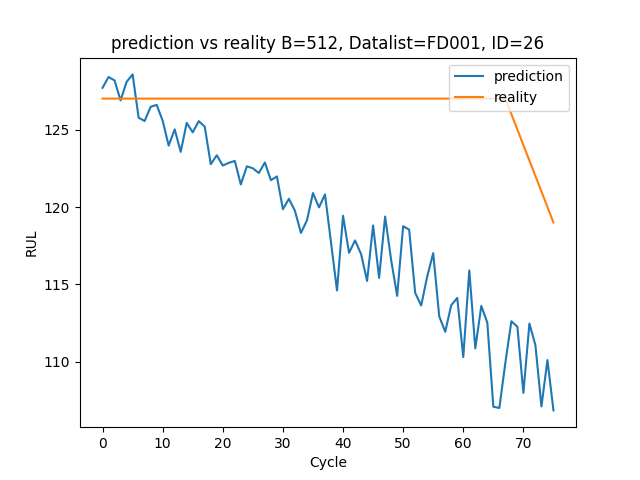 prediction vs reality B=512, Datalist=FD001, ID=26
prediction
reality
RUL
125
120
115
110
0 10 20 30 40 50 60 70
Cycle